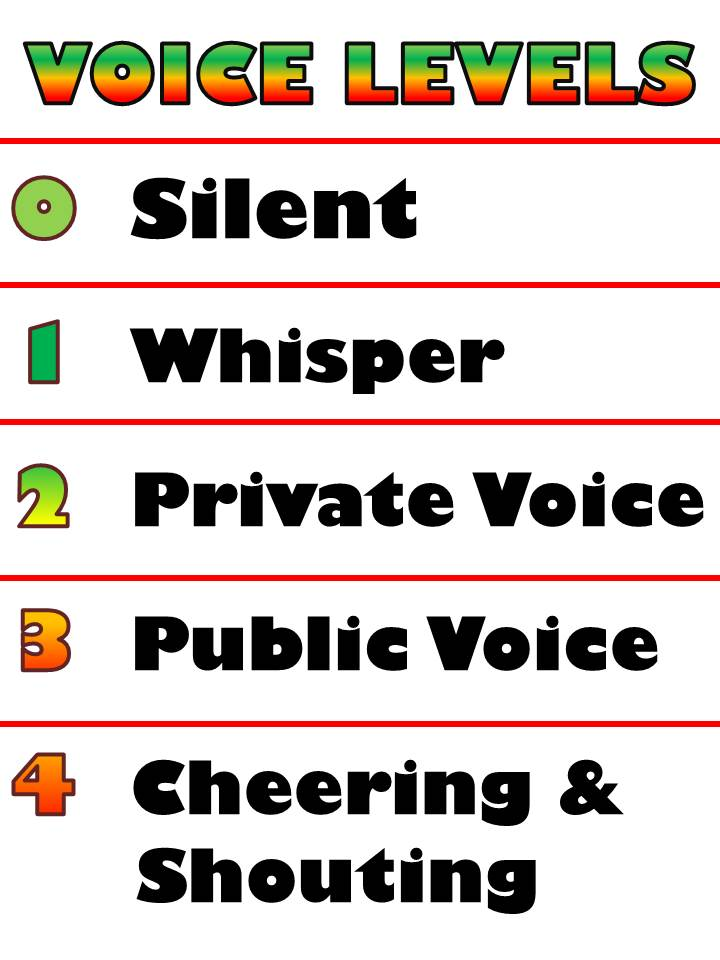 VOICE LEVELS
0 Silent
1 Whisper
2 Private Voice
3 Public Voice
4 Cheering &
Shouting